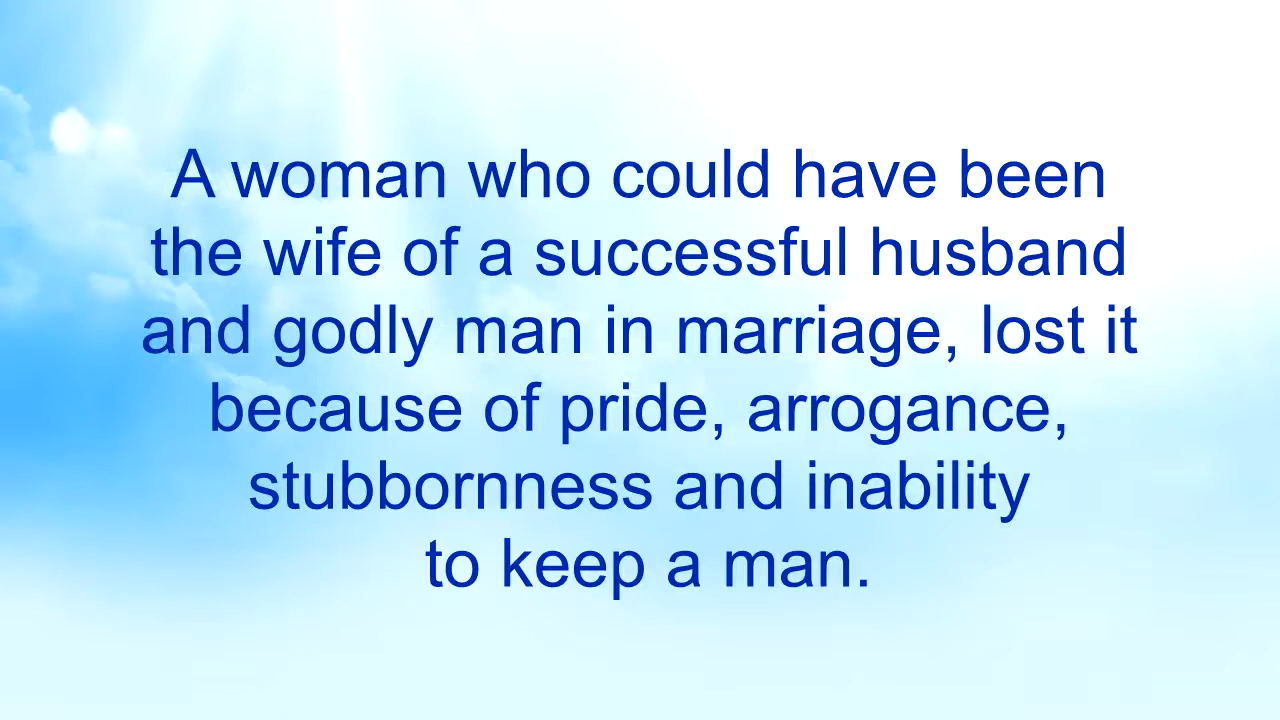 A woman who could have been
the wife of a successful husband
and godly man in marriage, lost it
because of pride, arrogance,
stubbornness and inability
to keep a man.